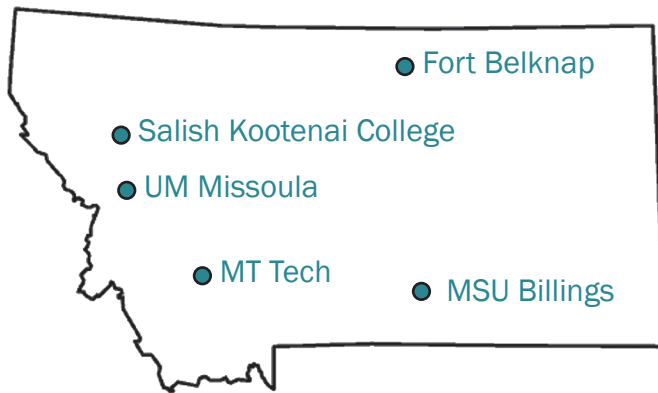 Fort Belknap
Salish Kootenai College
UM Missoula
MT Tech
MSU Billings